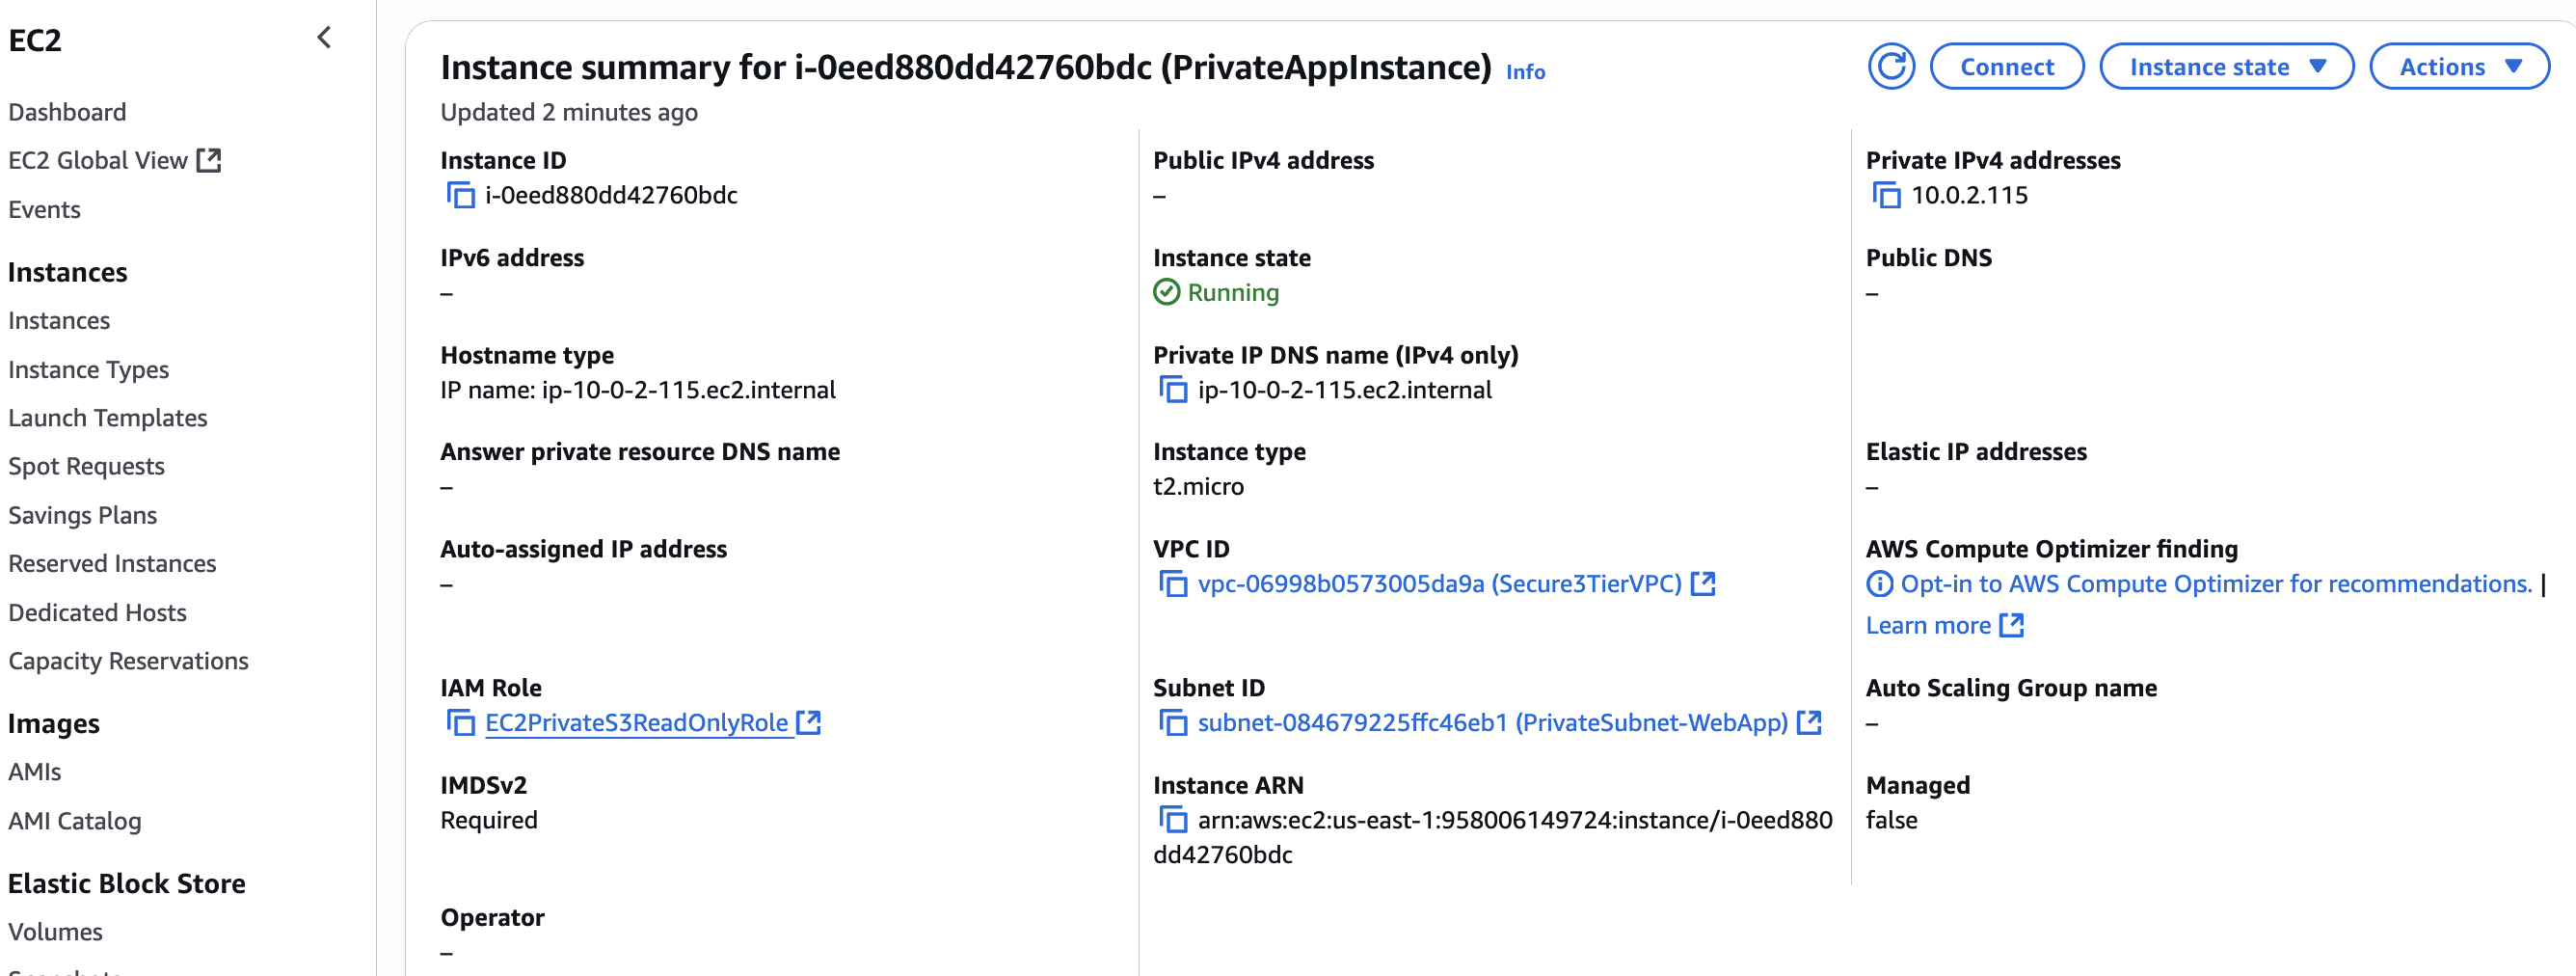 EC2
Dashboard
EC2 Global View
Events
Instances
Instances
Instance Types
Launch Templates
Spot Requests
Savings Plans
Reserved Instances
Dedicated Hosts
Capacity Reservations
Images
AMIs
AMI Catalog
Elastic Block Store
Volumes
Instance summary for i-0eed880dd42760bdc (PrivateAppInstance) Info
Connect
Instance state
Actions
Updated 2 minutes ago
Instance ID
i-0eed880dd42760bdc
Public IPv4 address
–
Private IPv4 addresses
10.0.2.115
IPv6 address
–
Instance state
Running
Public DNS
–
Hostname type
IP name: ip-10-0-2-115.ec2.internal
Private IP DNS name (IPv4 only)
ip-10-0-2-115.ec2.internal
Answer private resource DNS name
–
Instance type
t2.micro
Elastic IP addresses
–
Auto-assigned IP address
–
VPC ID
vpc-06998b0573005da9a (Secure3TierVPC)
AWS Compute Optimizer finding
Opt-in to AWS Compute Optimizer for recommendations. |
Learn more
IAM Role
EC2PrivateS3ReadOnlyRole
Subnet ID
subnet-084679225ffc46eb1 (PrivateSubnet-WebApp)
Auto Scaling Group name
–
IMDSv2
Required
Instance ARN
arn:aws:ec2:us-east-1:958006149724:instance/i-0eed880
dd42760bdc
Managed
false
Operator
–